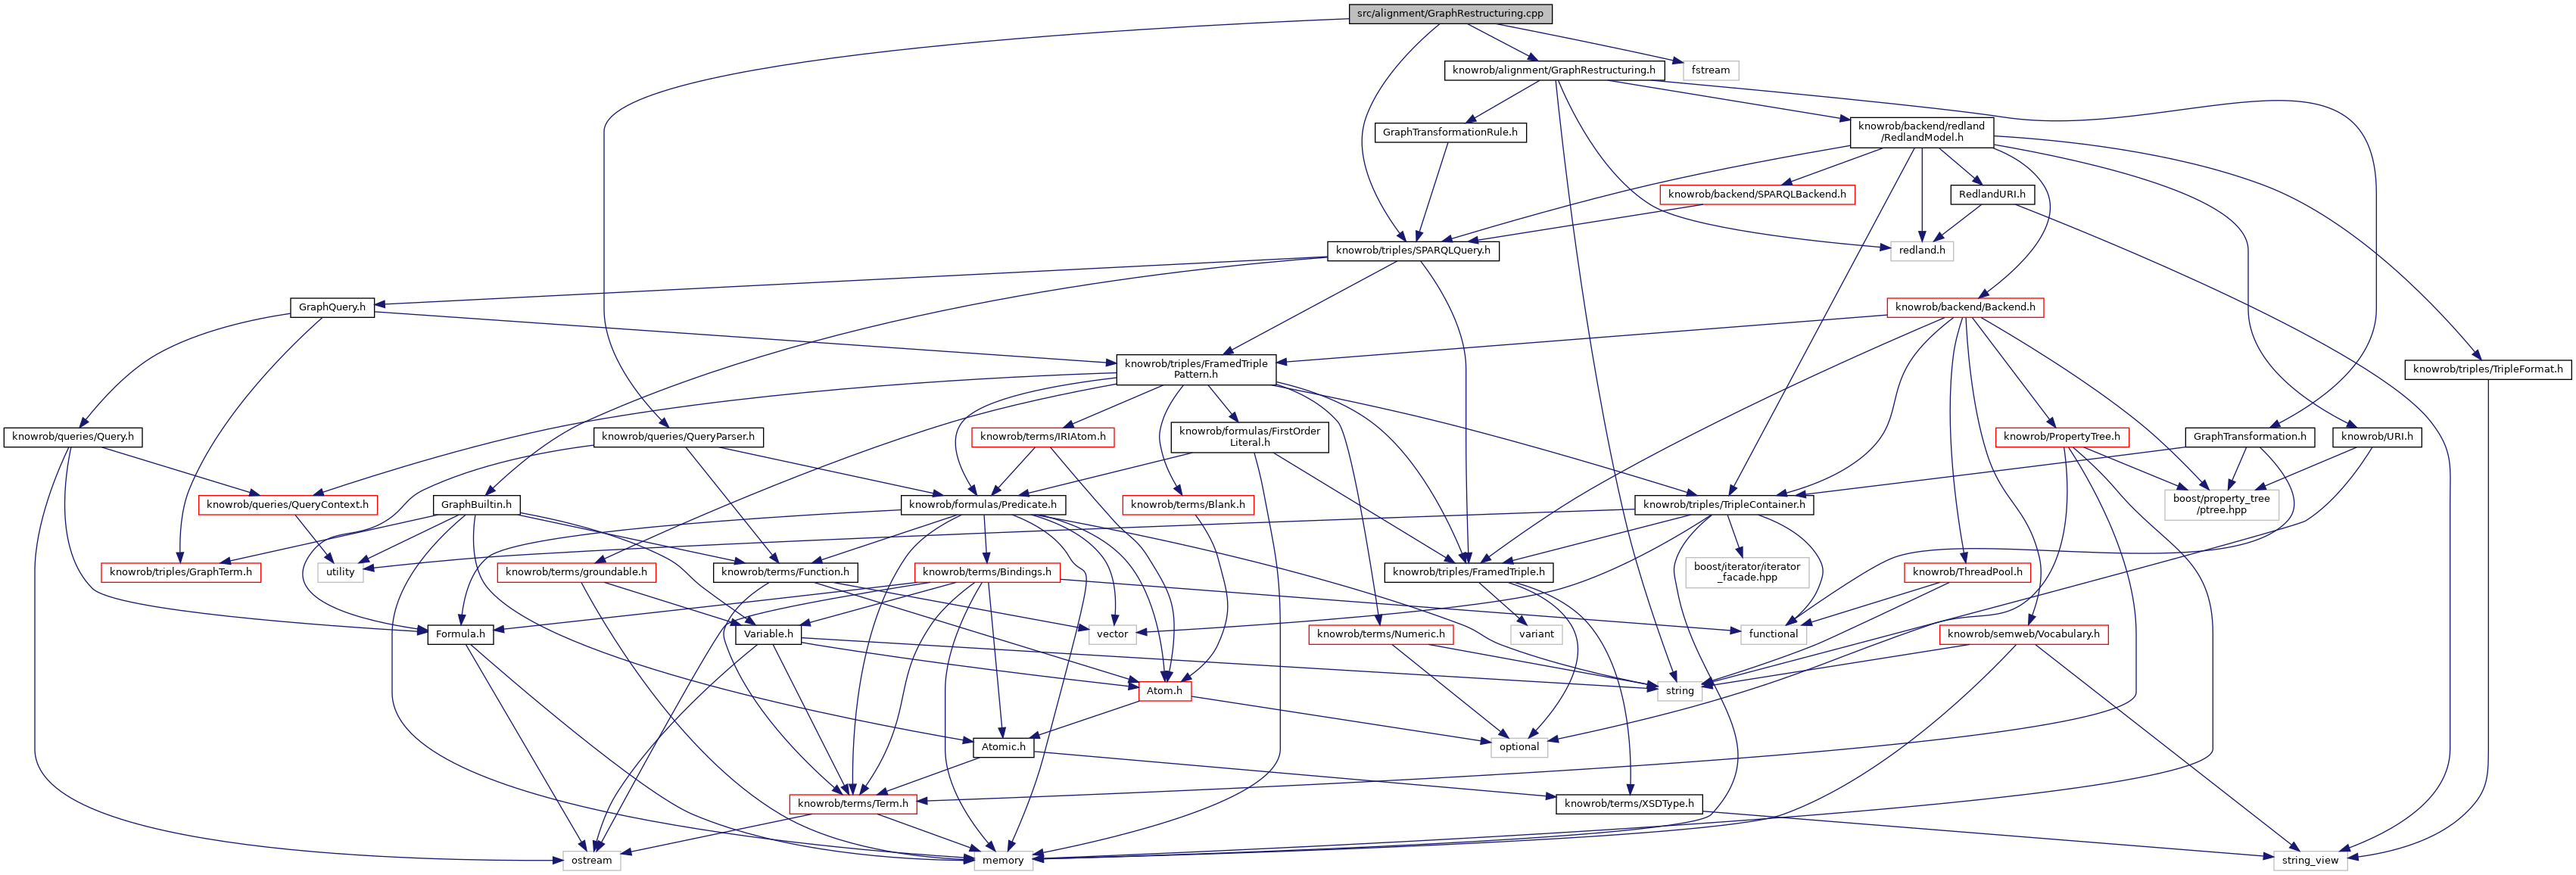 src/alignment/GraphRestructuring.cpp
knowrob/alignment/GraphRestructuring.h
fstream
GraphTransformationRule.h
knowrob/backend/redland
/RedlandModel.h
knowrob/backend/SPARQLBackend.h
RedlandURI.h
knowrob/triples/SPARQLQuery.h
redland.h
GraphQuery.h
knowrob/backend/Backend.h
knowrob/triples/FramedTriple
Pattern.h
knowrob/triples/TripleFormat.h
knowrob/queries/Query.h
knowrob/queries/QueryParser.h
knowrob/terms/IRIAtom.h
knowrob/formulas/FirstOrder
Literal.h
knowrob/PropertyTree.h
GraphTransformation.h
knowrob/URI.h
knowrob/queries/QueryContext.h
GraphBuiltin.h
knowrob/formulas/Predicate.h
knowrob/terms/Blank.h
knowrob/triples/TripleContainer.h
boost/property_tree
/ptree.hpp
knowrob/triples/GraphTerm.h
utility
knowrob/terms/groundable.h
knowrob/terms/Function.h
knowrob/terms/Bindings.h
knowrob/triples/FramedTriple.h
boost/iterator/iterator
_facade.hpp
knowrob/ThreadPool.h
Formula.h
Variable.h
vector
knowrob/terms/Numeric.h
variant
functional
knowrob/semweb/Vocabulary.h
Atom.h
string
Atomic.h
optional
knowrob/terms/Term.h
knowrob/terms/XSDType.h
ostream
memory
string_view